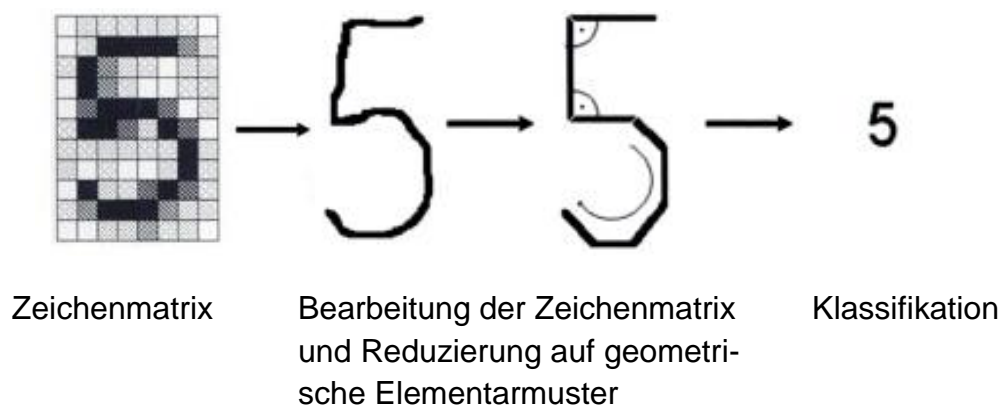 5
Zeichenmatrix
Bearbeitung der Zeichenmatrix
und Reduzierung auf geometri-
sche Elementarmuster
Klassifikation